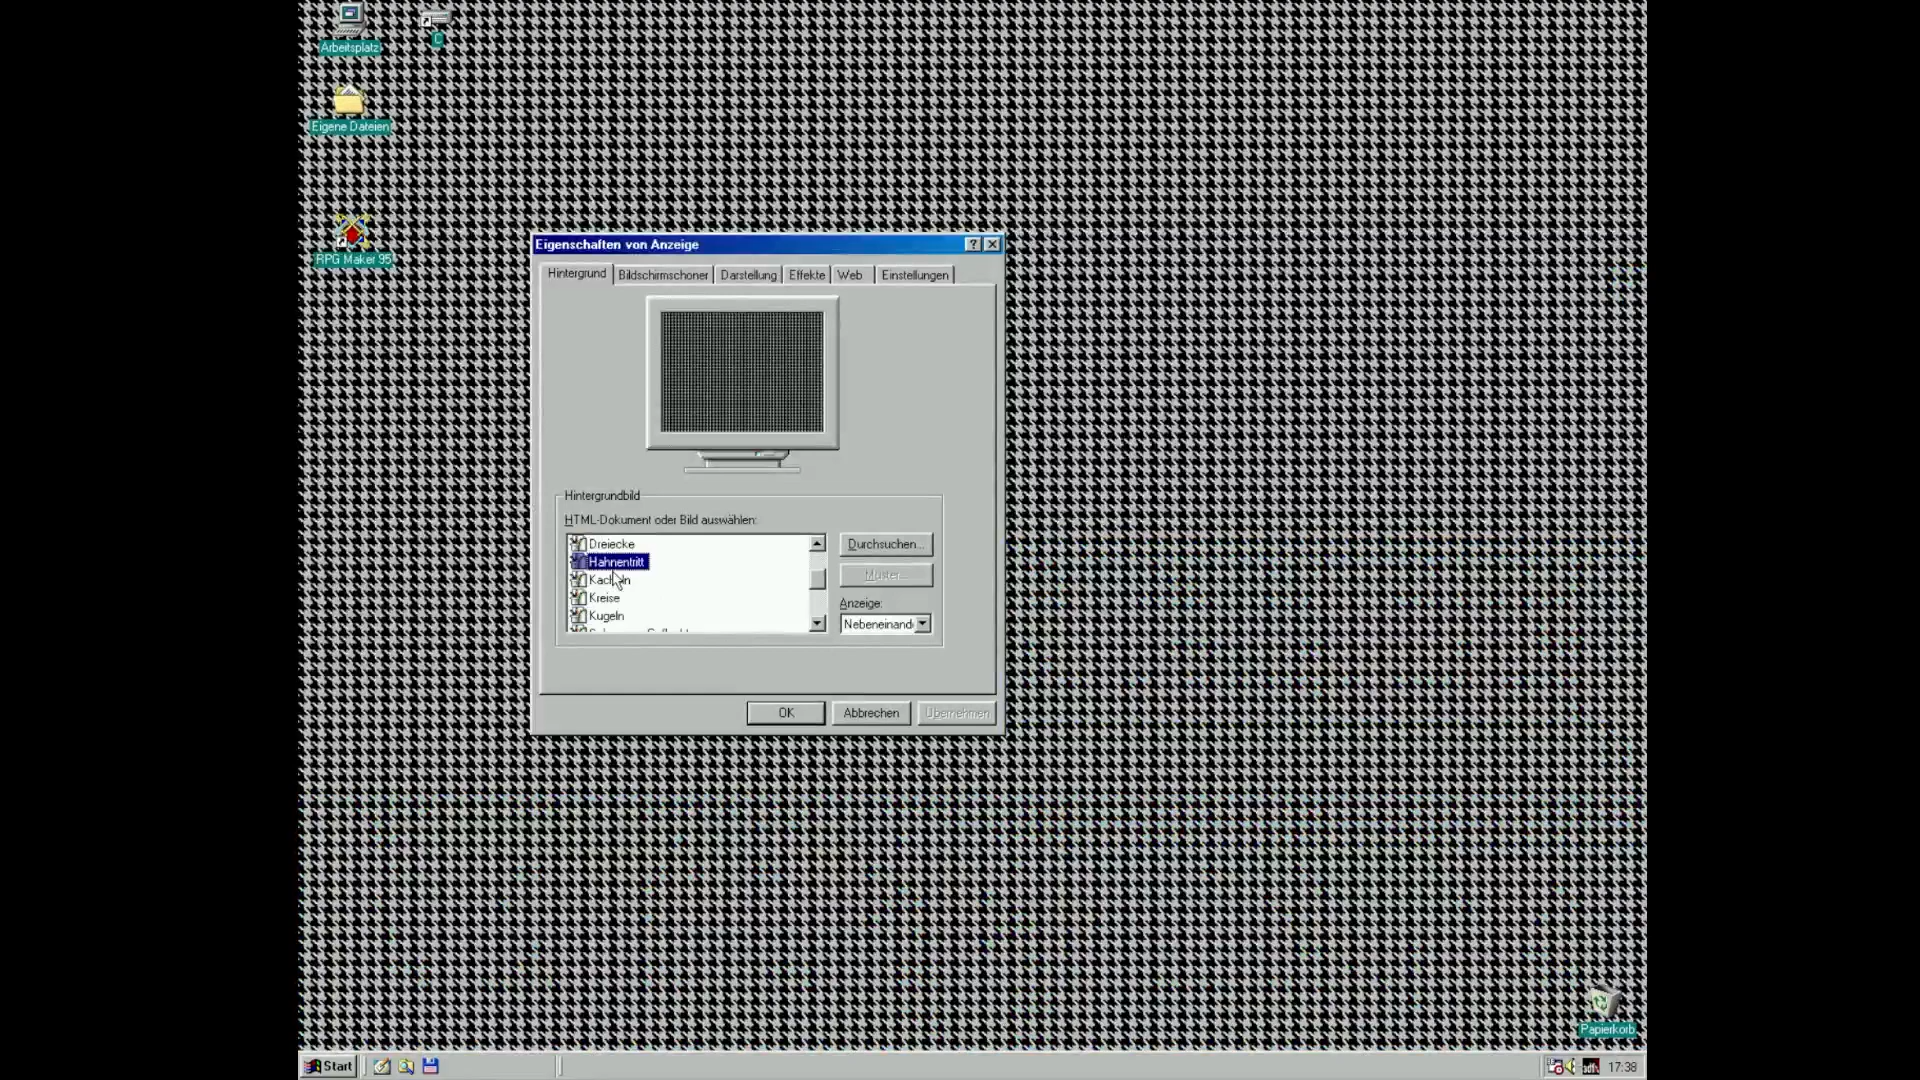 Arbeitsplatz
C
Eigene Dateien
RPG Maker 95
Eigenschaften von Anzeige
Hintergrund Bildschirmschoner Darstellung Effekte Web Einstellungen
Hintergrundbild
HTML-Dokument oder Bild auswählen:
Dreiecke
Hahnentritt
Kacheln
Kreise
Kugeln
Durchsuchen...
Muster...
Anzeige:
Nebeneinand
OK Abbrechen Übernehmen
Papierkorb
Start
17:38